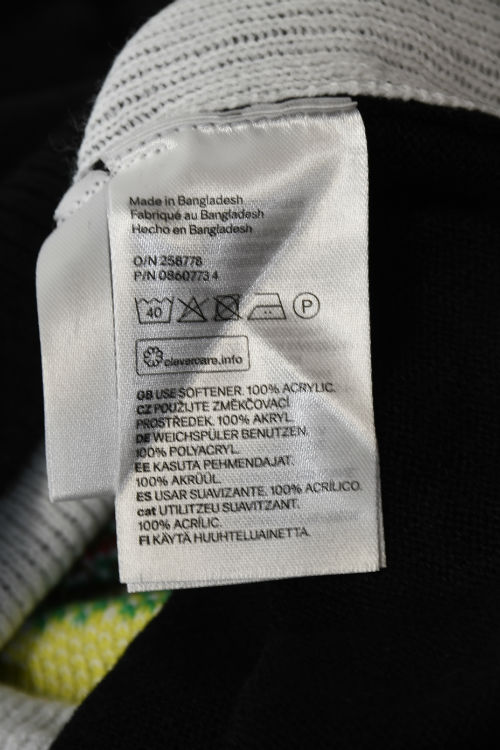 Made in Bangladesh
Fabriqué au Bangladesh
Hecho en Bangladesh
O/N 258778
P/N 0860773 4
40 P
clevercare.info
GB USE SOFTENER. 100% ACRYLIC.
CZ POUŽIJTE ZMĚKČOVACÍ
PROSTŘEDEK. 100% AKRYL.
DE WEICHSPÜLER BENUTZEN.
100% POLYACRYL.
EE KASUTA PEHMENDAJAT.
100% AKRÜÜL.
ES USAR SUAVIZANTE. 100% ACRÍLICO.
cat UTILITZEU SUAVITZANT.
100% ACRÍLIC.
FI KÄYTÄ HUUHTELUAINETTA.